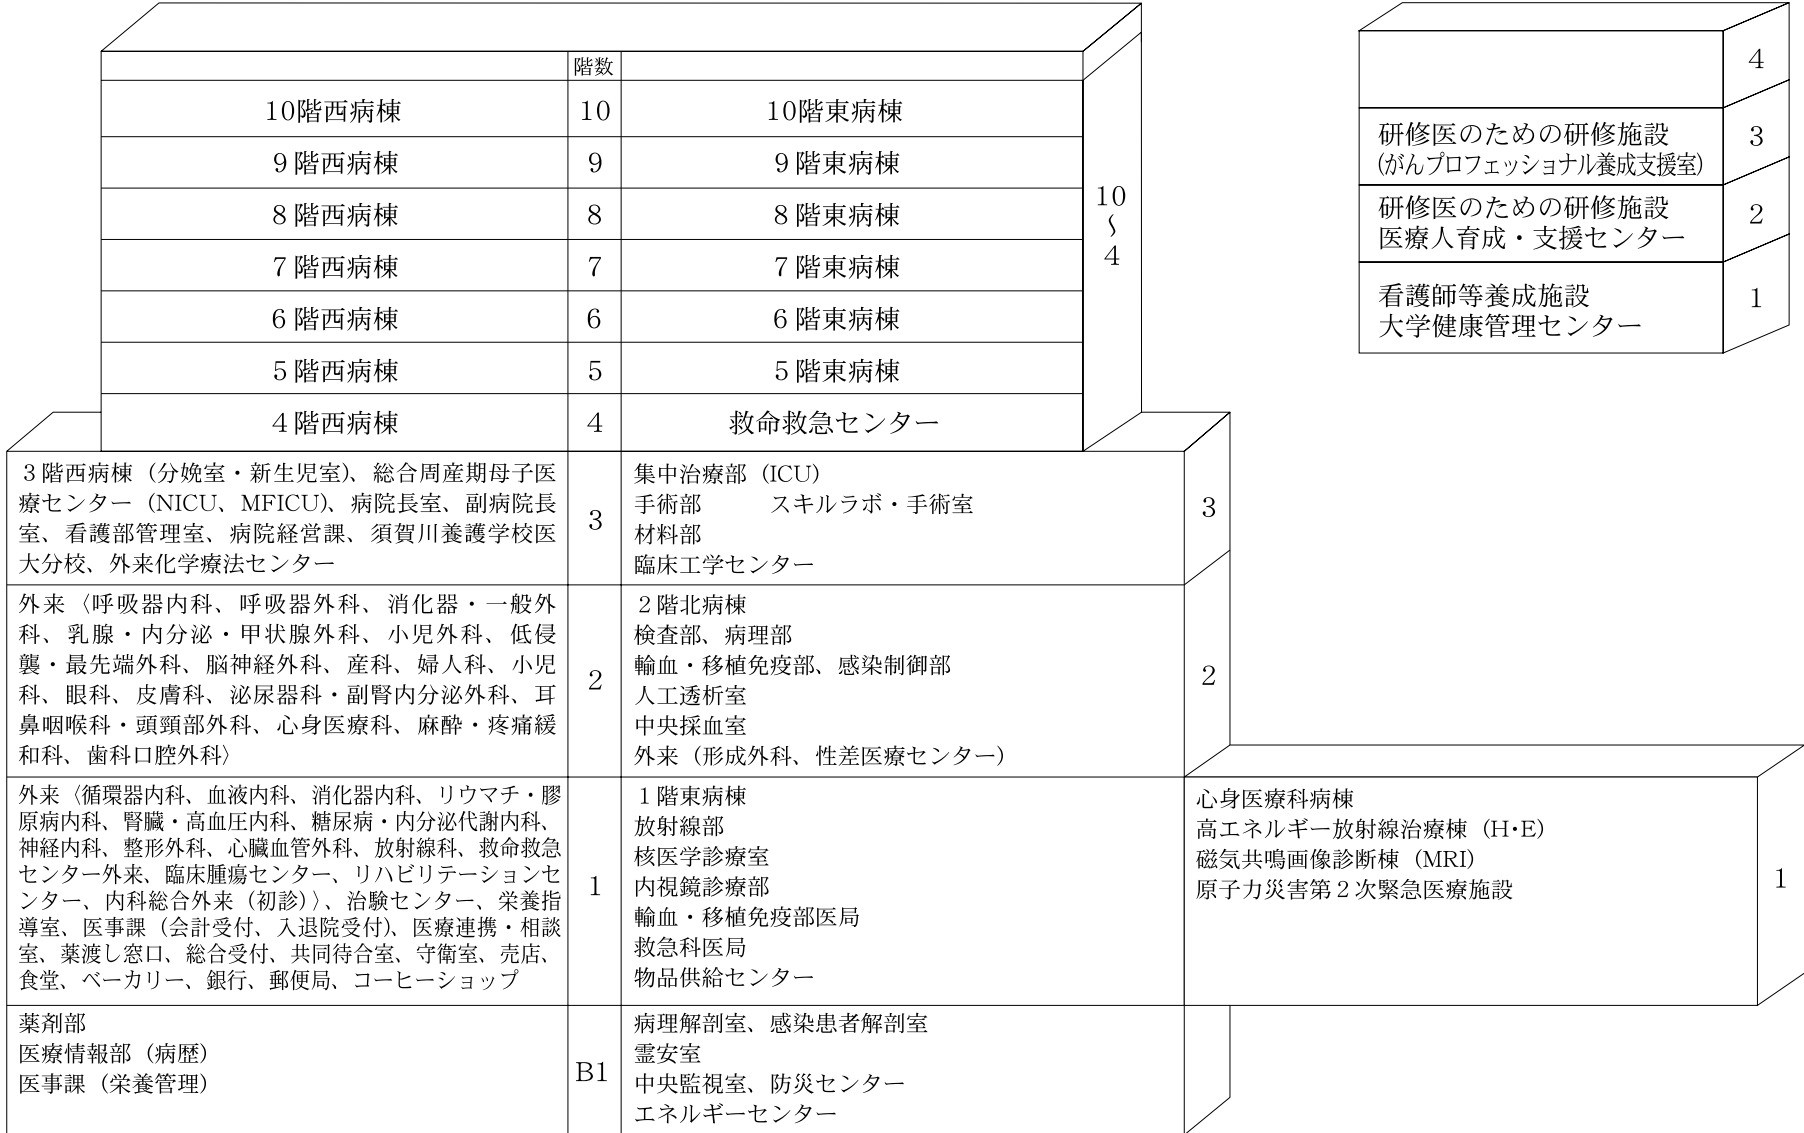 階数
10階西病棟 10 10階東病棟
9階西病棟 9 9階東病棟
8階西病棟 8 8階東病棟
7階西病棟 7 7階東病棟
6階西病棟 6 6階東病棟
5階西病棟 5 5階東病棟
4階西病棟 4 救命救急センター
10
〜
4
3階西病棟（分娩室・新生児室）、総合周産期母子医
療センター（NICU、MFICU）、病院長室、副病院長
室、看護部管理室、病院経営課、須賀川養護学校医
大分校、外来化学療法センター
3
集中治療部（ICU）
手術部　　　スキルラボ・手術室
材料部
臨床工学センター
3
外来〈呼吸器内科、呼吸器外科、消化器・一般外
科、乳腺・内分泌・甲状腺外科、小児外科、低侵
襲・最先端外科、脳神経外科、産科、婦人科、小児
科、眼科、皮膚科、泌尿器科・副腎内分泌外科、耳
鼻咽喉科・頭頸部外科、心身医療科、麻酔・疼痛緩
和科、歯科口腔外科〉
2
2階北病棟
検査部、病理部
輸血・移植免疫部、感染制御部
人工透析室
中央採血室
外来（形成外科、性差医療センター）
2
外来〈循環器内科、血液内科、消化器内科、リウマチ・膠
原病内科、腎臓・高血圧内科、糖尿病・内分泌代謝内科、
神経内科、整形外科、心臓血管外科、放射線科、救命救急
センター外来、臨床腫瘍センター、リハビリテーションセ
ンター、内科総合外来（初診）〉、治験センター、栄養指
導室、医事課（会計受付、入退院受付）、医療連携・相談
室、薬渡し窓口、総合受付、共同待合室、守衛室、売店、
食堂、ベーカリー、銀行、郵便局、コーヒーショップ
1
1階東病棟
放射線部
核医学診療室
内視鏡診療部
輸血・移植免疫部医局
救急科医局
物品供給センター
心身医療科病棟
高エネルギー放射線治療棟（H・E）
磁気共鳴画像診断棟（MRI）
原子力災害第2次緊急医療施設
1
薬剤部
医療情報部（病歴）
医事課（栄養管理）
B1
病理解剖室、感染患者解剖室
霊安室
中央監視室、防災センター
エネルギーセンター
4
研修医のための研修施設
（がんプロフェッショナル養成支援室）
3
研修医のための研修施設
医療人育成・支援センター
2
看護師等養成施設
大学健康管理センター
1